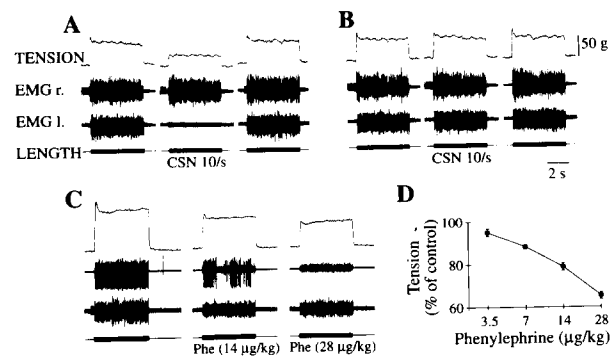 A
B
50 g
TENSION
EMG r.
EMG l.
LENGTH
CSN 10/s
CSN 10/s
2 s
C
D
Phe (14 µg/kg)
Phe (28 µg/kg)
Tension -
(% of control)
100
80
60
3.5 7 14 28
Phenylephrine (µg/kg)